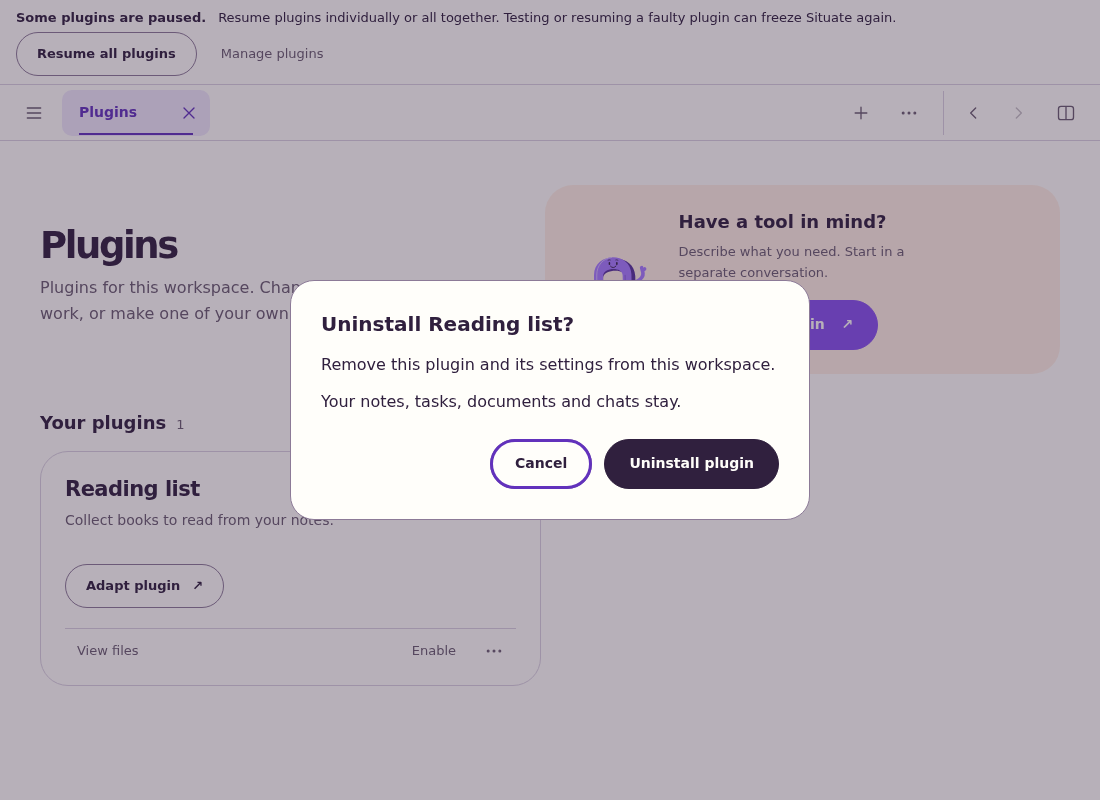 Some plugins are paused. Resume plugins individually or all together. Testing or resuming a faulty plugin can freeze Situate again.
Resume all plugins
Manage plugins
Plugins
Plugins
Plugins for this workspace.
work, or make one of your own
Have a tool in mind?
Describe what you need. Start in a
separate conversation.
Uninstall Reading list?
Remove this plugin and its settings from this workspace.
Your notes, tasks, documents and chats stay.
Cancel
Uninstall plugin
Your plugins 1
Reading list
Collect books to read from your notes.
Adapt plugin ↗
View files
Enable